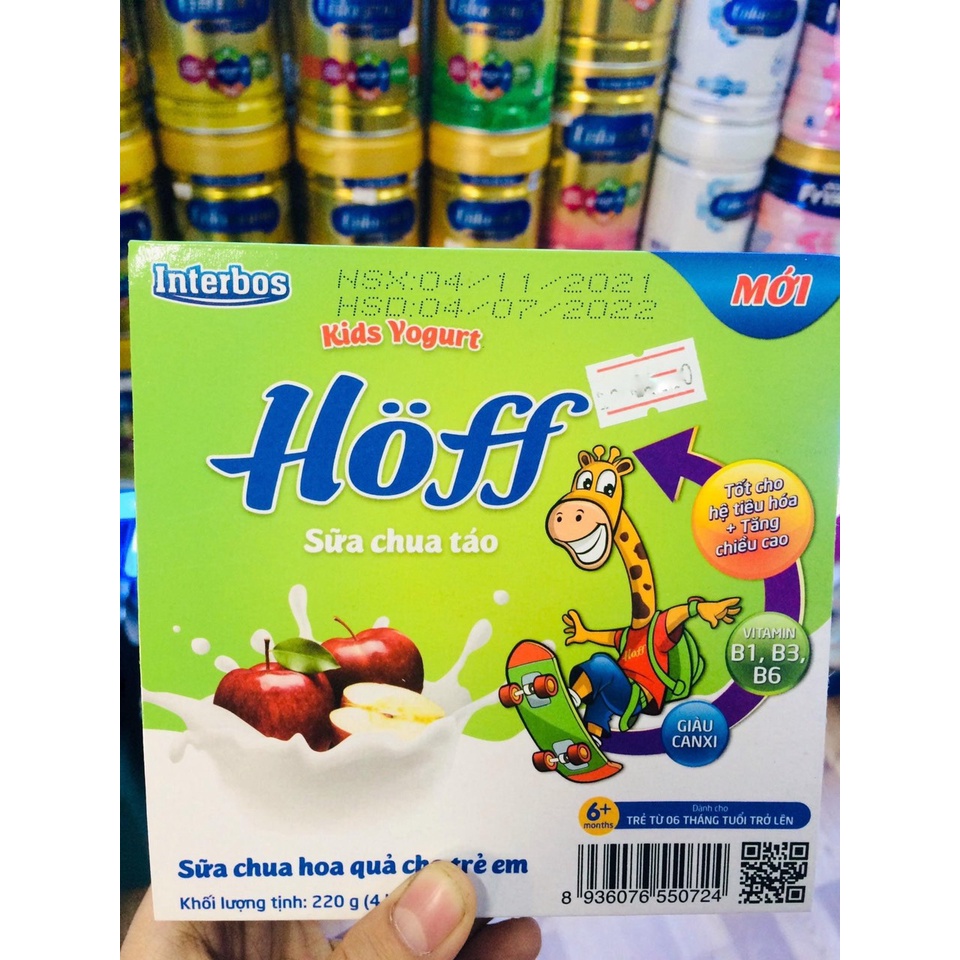 Interbos
NSX:04/11/2021
HSD:04/07/2022
MỚI
Kids Yogurt
Höff
Sữa chua táo
Tốt cho
hệ tiêu hóa
+ Tăng
chiều cao
VITAMIN
B1, B3,
B6
Höff
GIÀU
CANXI
6+
months
Dành cho
TRẺ TỪ 06 THÁNG TUỔI TRỞ LÊN
Sữa chua hoa quả trẻ em
Khối lượng tịnh: 220 g (4
8 936076 550724